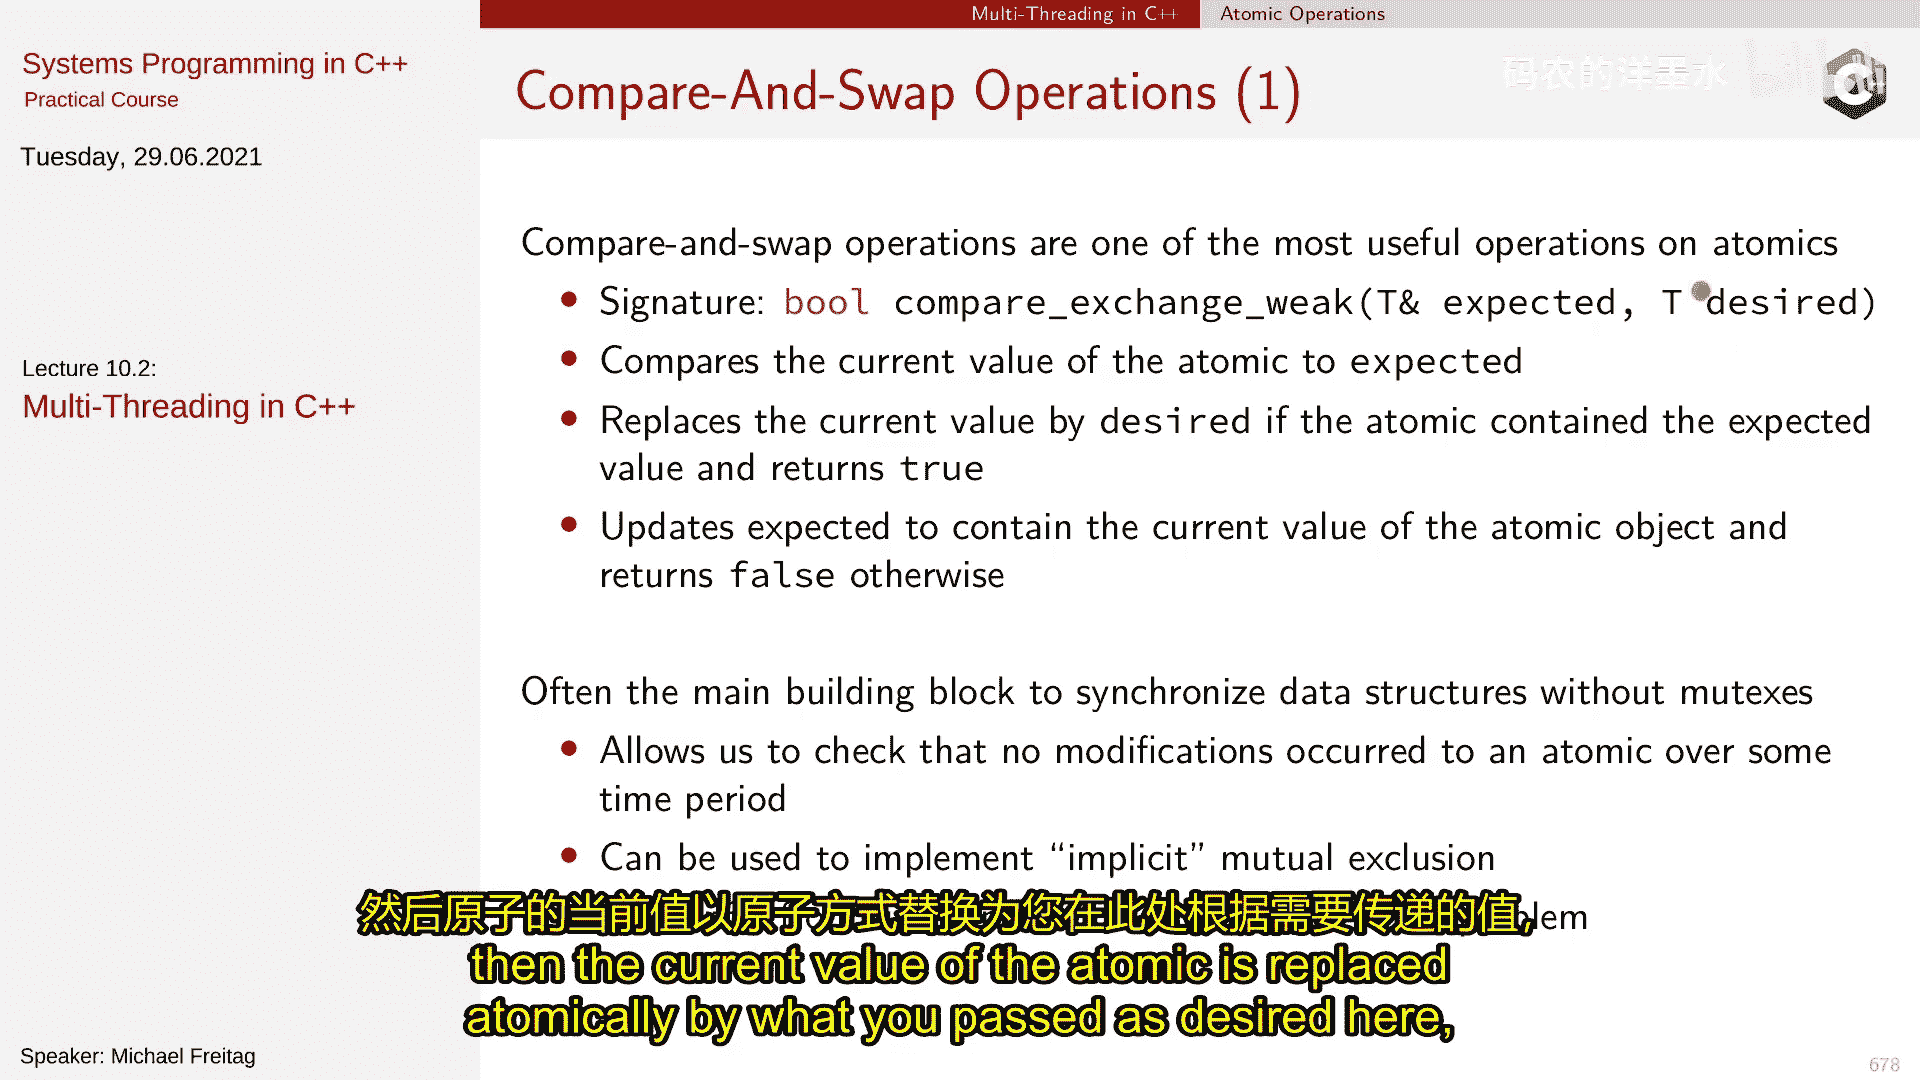 Multi-Threading in C++
Atomic Operations
Systems Programming in C++
Practical Course
Tuesday, 29.06.2021
Lecture 10.2:
Multi-Threading in C++
Speaker: Michael Freitag
Compare-And-Swap Operations (1)
码农的洋墨水
Compare-and-swap operations are one of the most useful operations on atomics
• Signature: bool compare_exchange_weak(T& expected, T desired)
• Compares the current value of the atomic to expected
• Replaces the current value by desired if the atomic contained the expected
value and returns true
• Updates expected to contain the current value of the atomic object and
returns false otherwise
Often the main building block to synchronize data structures without mutexes
• Allows us to check that no modifications occurred to an atomic over some
time period
• Can be used to implement “implicit” mutual exclusion
然后原子的当前值以原子方式替换为您在此处根据需要传递的值,
then the current value of the atomic is replaced
atomically by what you passed as desired here,
678